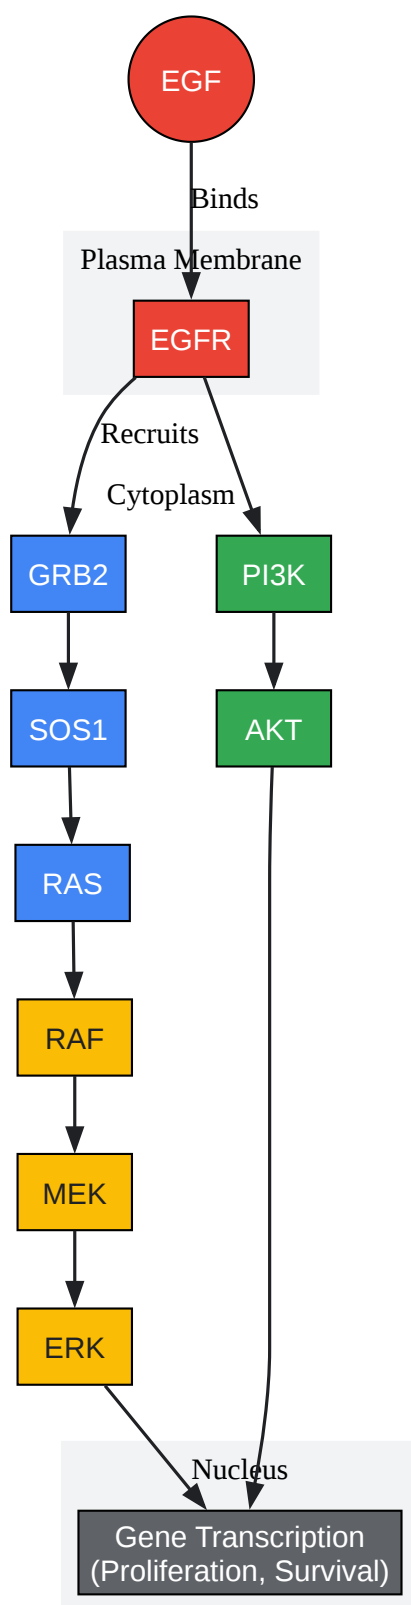 EGF
Binds
Plasma Membrane
EGFR
Recruits
Cytoplasm
GRB2
PI3K
SOS1
AKT
RAS
RAF
MEK
ERK
Nucleus
Gene Transcription
(Proliferation, Survival)